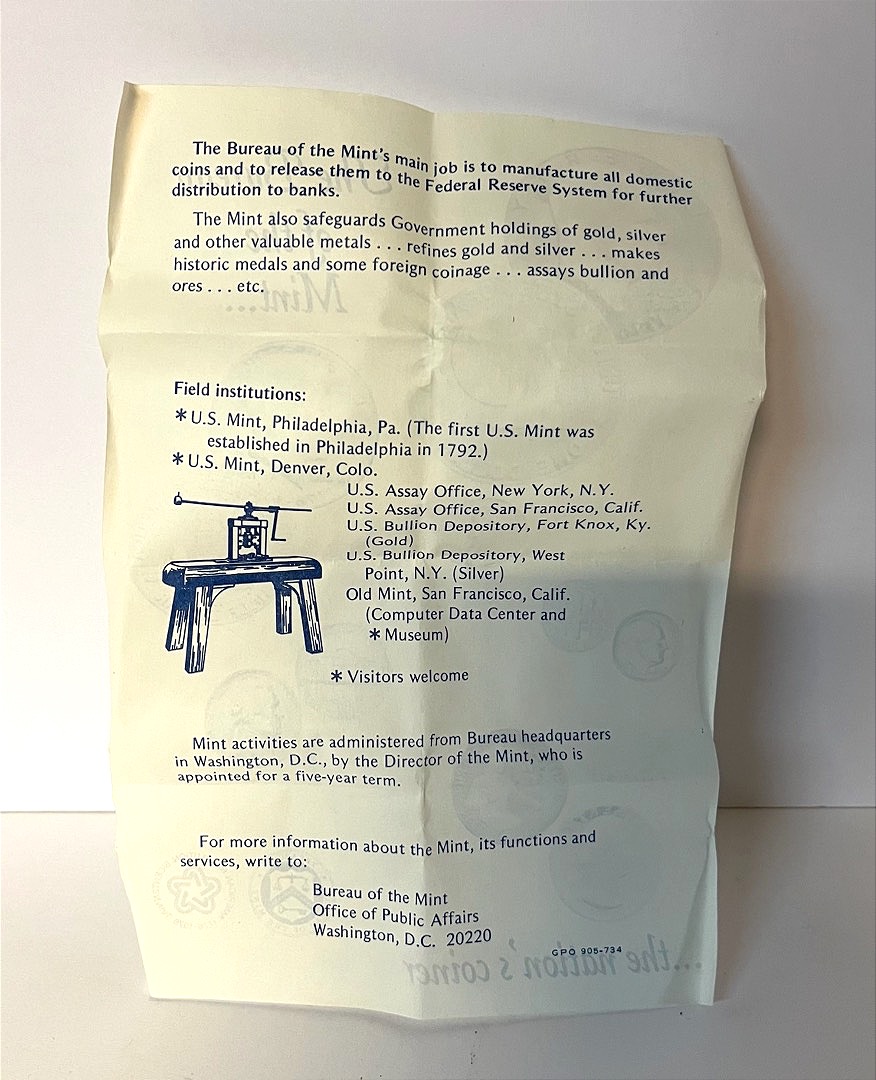 The Bureau of the Mint's main job is to manufacture all domestic
coins and to release them to the Federal Reserve System for further
distribution to banks.
The Mint also safeguards Government holdings of gold, silver
and other valuable metals . . . refines gold and silver . . . makes
historic medals and some foreign coinage . . . assays bullion and
ores . . . etc.
Field institutions:
* U.S. Mint, Philadelphia, Pa. (The first U.S. Mint was
established in Philadelphia in 1792.)
* U.S. Mint, Denver, Colo.
U.S. Assay Office, New York, N.Y.
U.S. Assay Office, San Francisco, Calif.
U.S. Bullion Depository, Fort Knox, Ky.
(Gold)
U.S. Bullion Depository, West
Point, N.Y. (Silver)
Old Mint, San Francisco, Calif.
(Computer Data Center and
* Museum)
* Visitors welcome
Mint activities are administered from Bureau headquarters
in Washington, D.C., by the Director of the Mint, who is
appointed for a five-year term.
For more information about the Mint, its functions and
services, write to:
Bureau of the Mint
Office of Public Affairs
Washington, D.C. 20220
GPO 905-734
...the nation's coiner